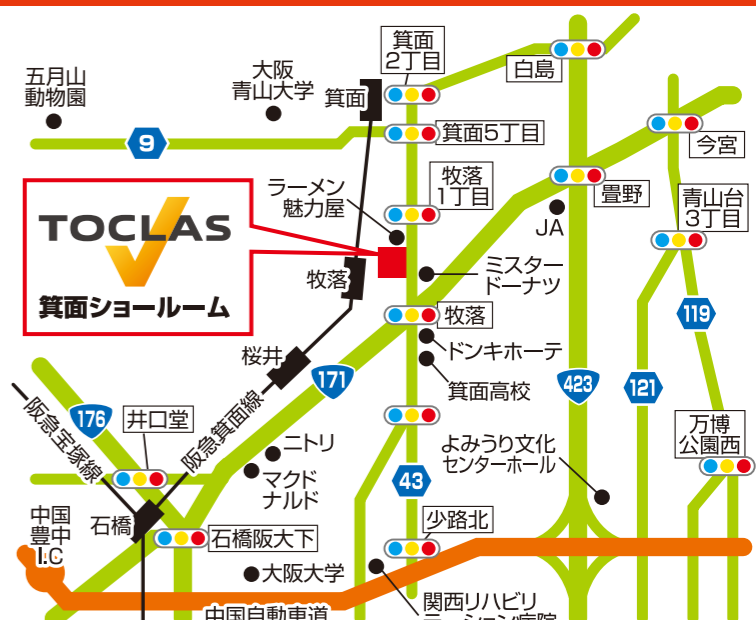 箕面
2丁目
白島
五月山
動物園
大阪
青山大学
箕面
9
箕面5丁目
今宮
TOCLAS
箕面ショールーム
ラーメン
魅力屋
牧落
1丁目
畳野
JA
青山台
3丁目
牧落
ミスター
ドーナツ
牧落
119
桜井
171
ドンキホーテ
箕面高校
423
121
176
井口堂
阪急宝塚線
阪急箕面線
ニトリ
マクド
ナルド
よみうり文化
センターホール
万博
公園西
43
中国
豊中
I.C
石橋
石橋阪大下
少路北
大阪大学
中国自動車道
関西リハビリ
テーション病院